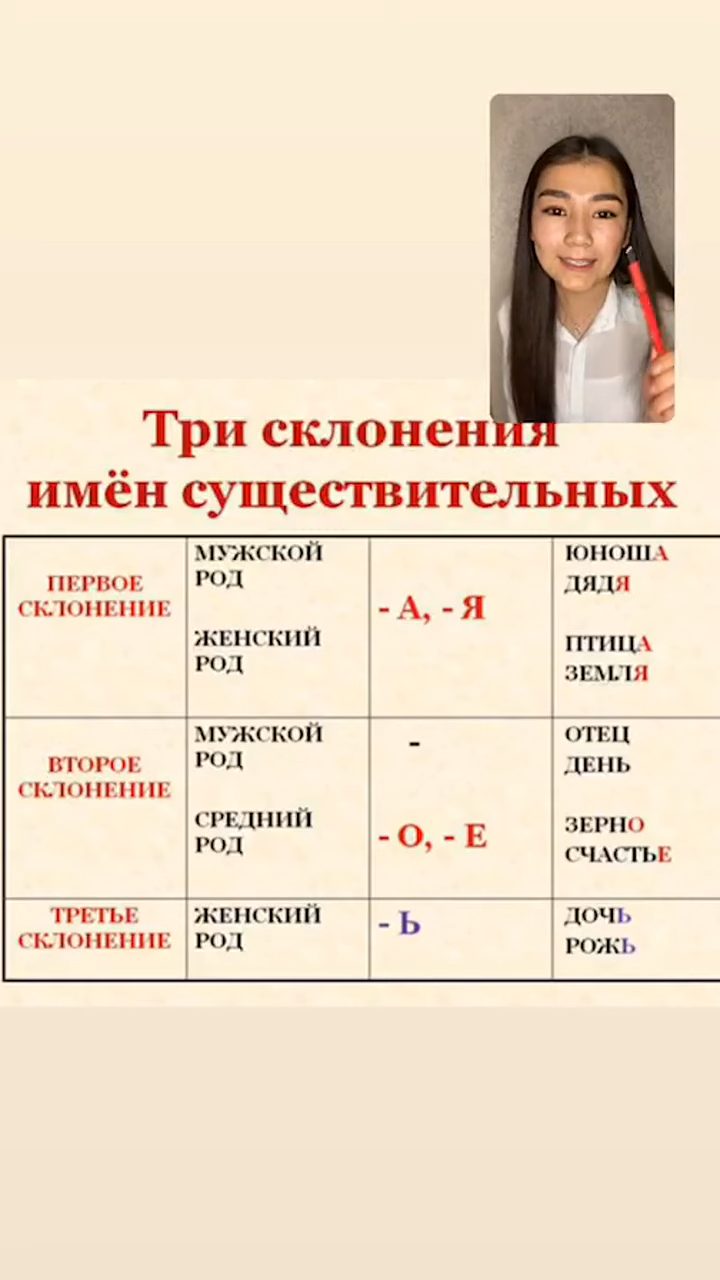 Три склонения
имён существительных
ПЕРВОЕ
СКЛОНЕНИЕ
МУЖСКОЙ
РОД
ЖЕНСКИЙ
РОД
- А, - Я
ЮНОША
ДЯДЯ
ПТИЦА
ЗЕМЛЯ
ВТОРОЕ
СКЛОНЕНИЕ
МУЖСКОЙ
РОД
СРЕДНИЙ
РОД
-
- О, - Е
ОТЕЦ
ДЕНЬ
ЗЕРНО
СЧАСТЬЕ
ТРЕТЬЕ
СКЛОНЕНИЕ
ЖЕНСКИЙ
РОД
- Ь
ДОЧЬ
РОЖЬ